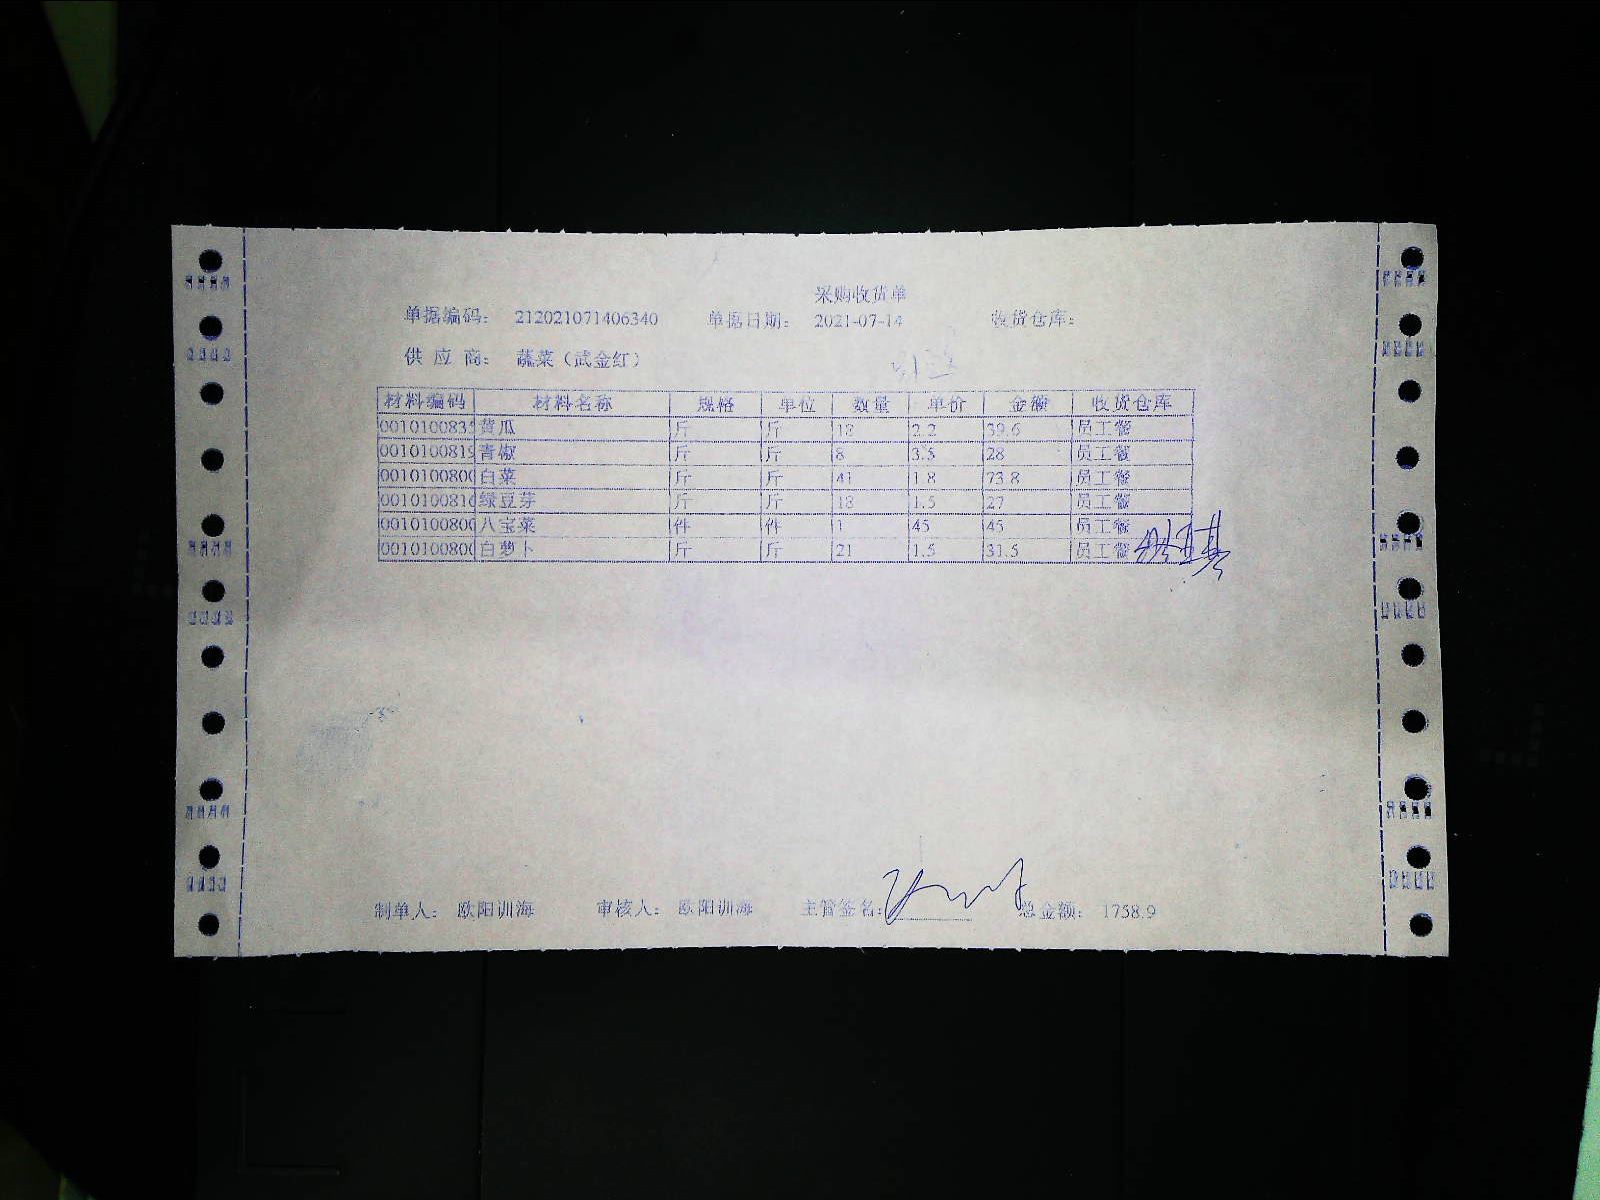 采购收货单
单据编码： 212021071406340 单据日期： 2021-07-14 收货仓库：
供 应 商： 蔬菜（武金红）
材料编码 材料名称 规格 单位 数量 单价 金额 收货仓库
0010100835 黄瓜 斤 斤 18 2.2 39.6 员工餐
001010081 青椒 斤 斤 8 3.5 28 员工餐
001010080 白菜 斤 斤 41 1.8 73.8 员工餐
001010081 绿豆芽 斤 斤 18 1.5 27 员工餐
001010080 八宝菜 件 件 1 45 45 员工餐
001010080 白萝卜 斤 斤 21 1.5 31.5 员工餐
制单人： 欧阳训海 审核人： 欧阳训海 主管签名： 总金额： 1758.9